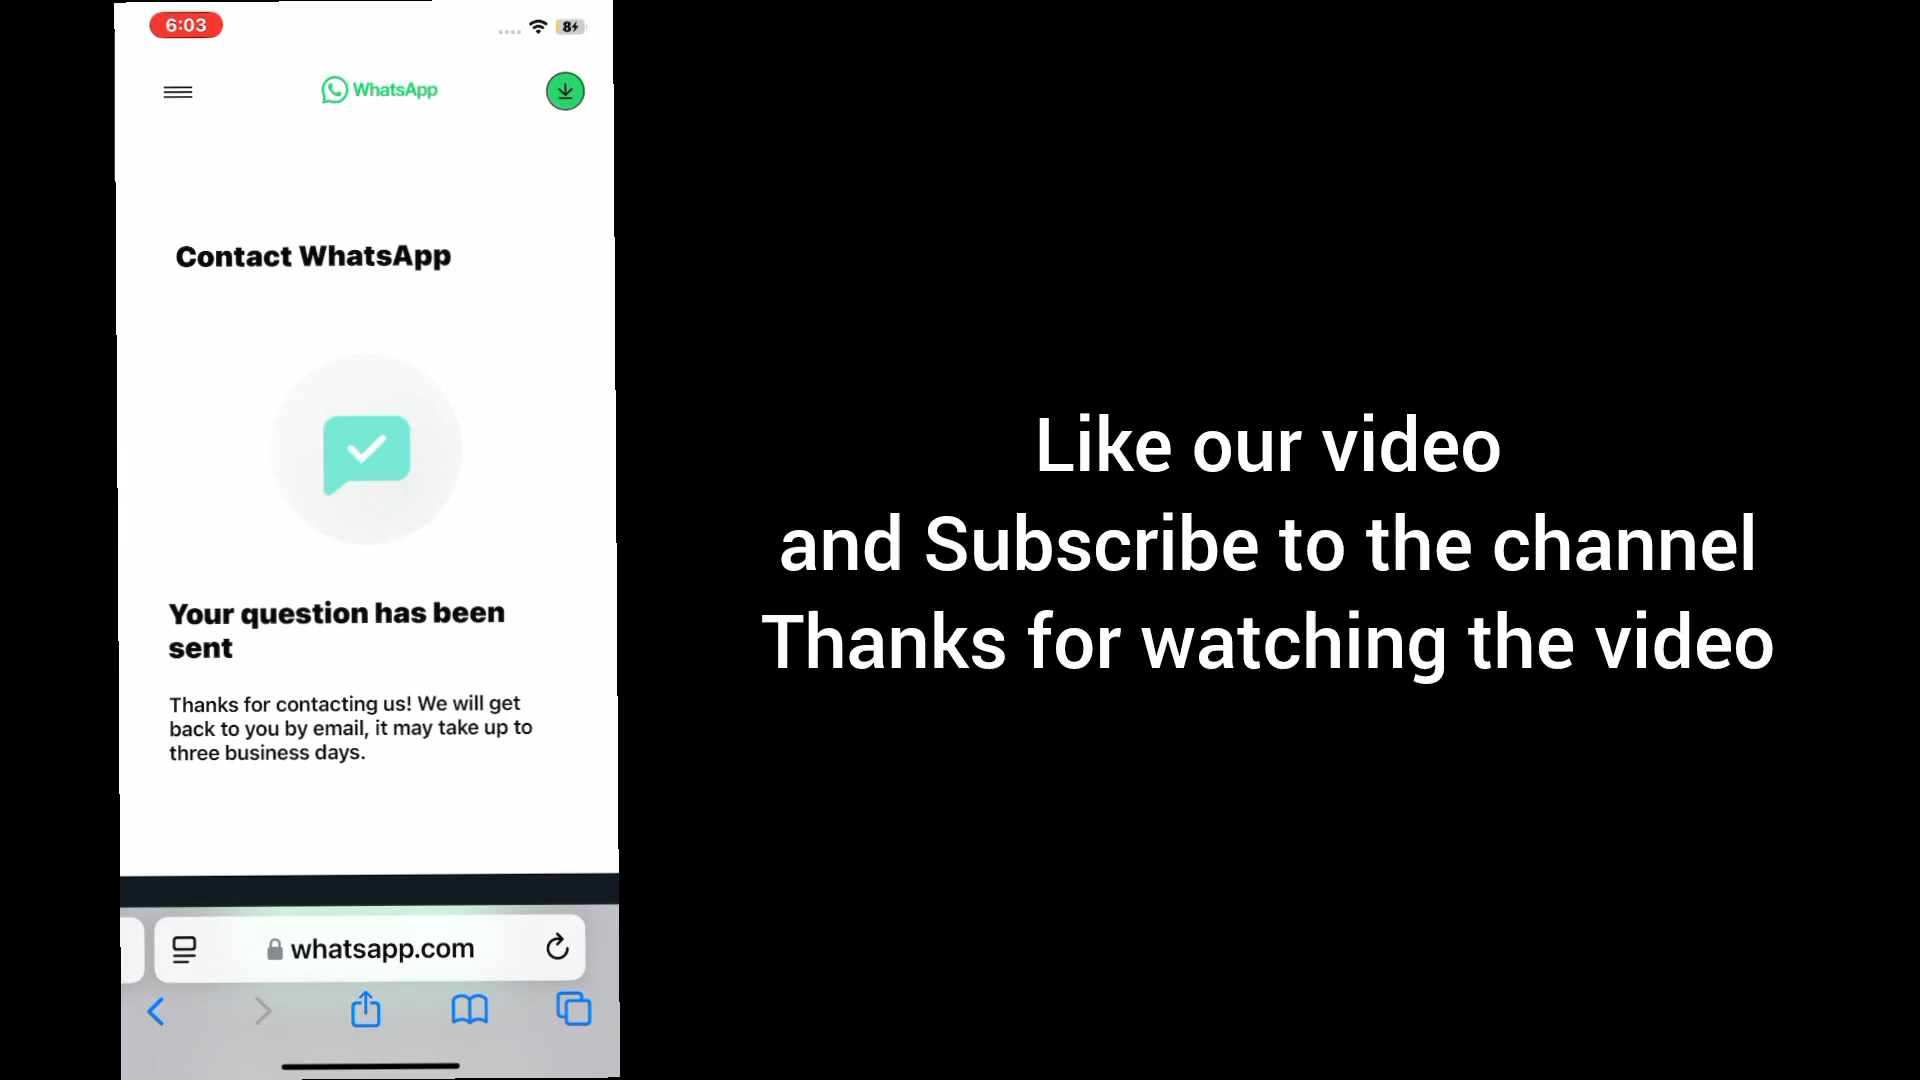 6:03
8
WhatsApp
Contact WhatsApp
Your question has been
sent
Thanks for contacting us! We will get
back to you by email, it may take up to
three business days.
whatsapp.com
Like our video
and Subscribe to the channel
Thanks for watching the video